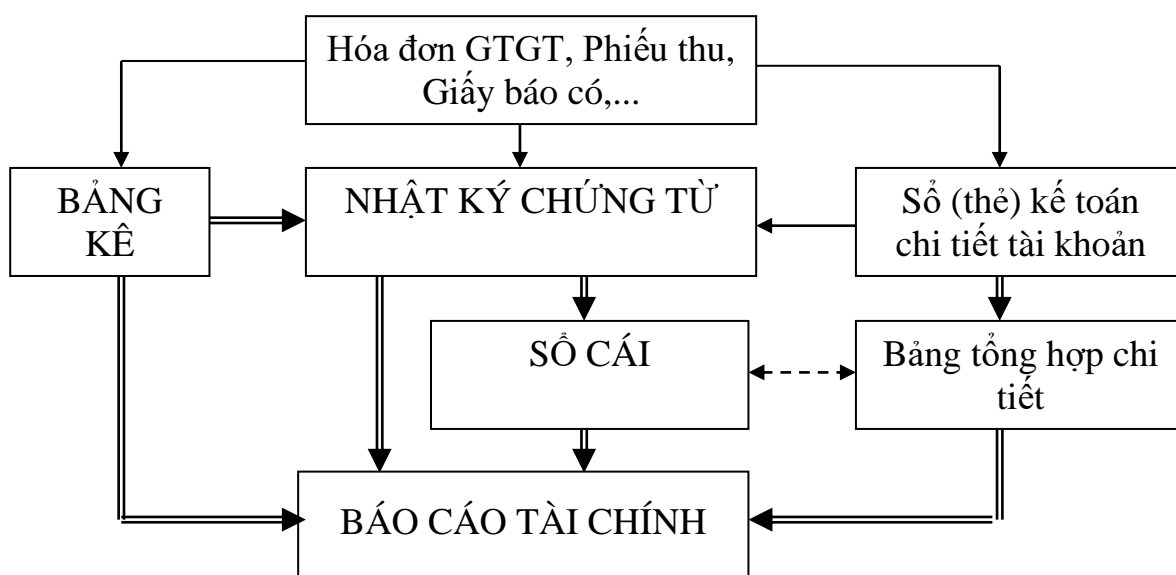 Hóa đơn GTGT, Phiếu thu,
Giấy báo có,...
BẢNG
KÊ
NHẬT KÝ CHỨNG TỪ
Sổ (thẻ) kế toán
chi tiết tài khoản
SỔ CÁI
Bảng tổng hợp chi
tiết
BÁO CÁO TÀI CHÍNH